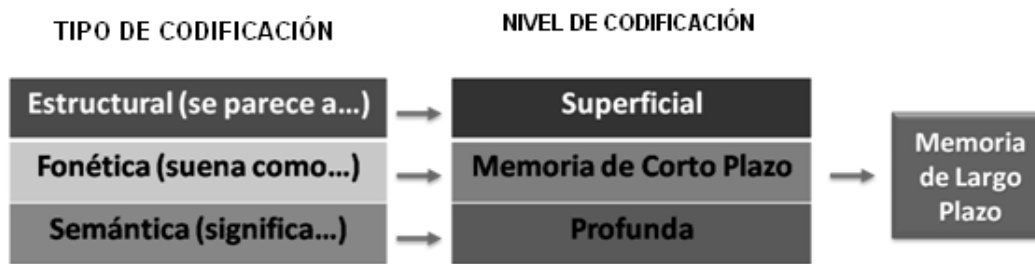 TIPO DE CODIFICACIÓN
NIVEL DE CODIFICACIÓN
Estructural (se parece a...)
Superficial
Fonética (suena como...)
Memoria de Corto Plazo
Semántica (significa...)
Profunda
Memoria
de Largo
Plazo